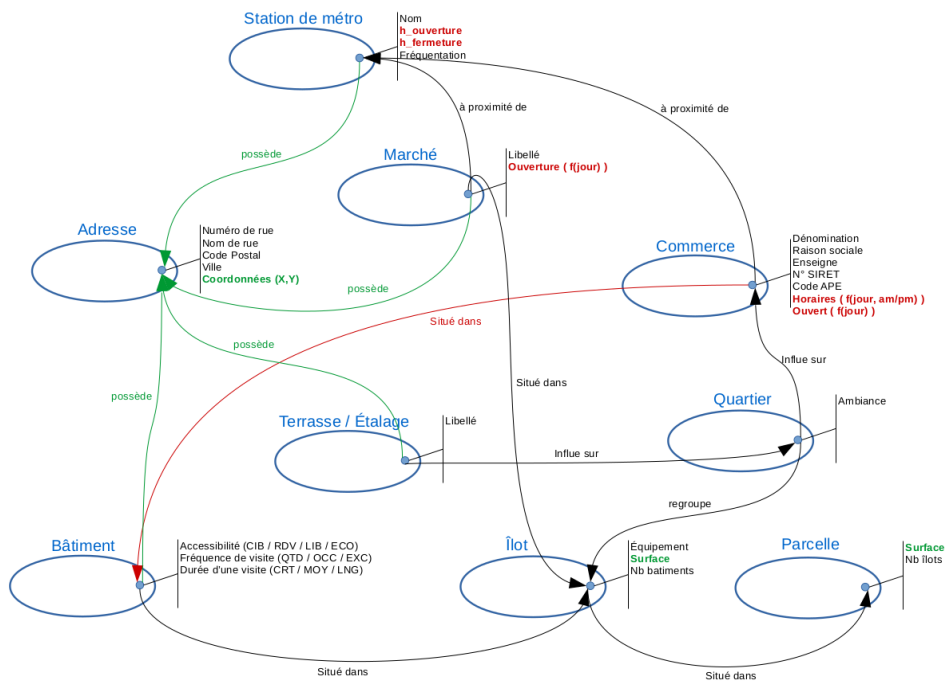 Station de métro
Nom
h_ouverture
h_fermeture
Fréquentation
à proximité de
à proximité de
possède
Marché
Libellé
Ouverture ( f(jour) )
Adresse
Numéro de rue
Nom de rue
Code Postal
Ville
Coordonnées (X,Y)
Commerce
Dénomination
Raison sociale
Enseigne
N° SIRET
Code APE
Horaires ( f(jour, am/pm) )
Ouvert ( f(jour) )
possède
Situé dans
possède
Influe sur
Situé dans
possède
Quartier
Ambiance
Terrasse / Étalage
Libellé
Influe sur
regroupe
Bâtiment
Accessibilité (CIB / RDV / LIB / ECO)
Fréquence de visite (QTD / OCC / EXC)
Durée d'une visite (CRT / MOY / LNG)
Îlot
Équipement
Surface
Nb batiments
Parcelle
Surface
Nb îlots
Situé dans
Situé dans